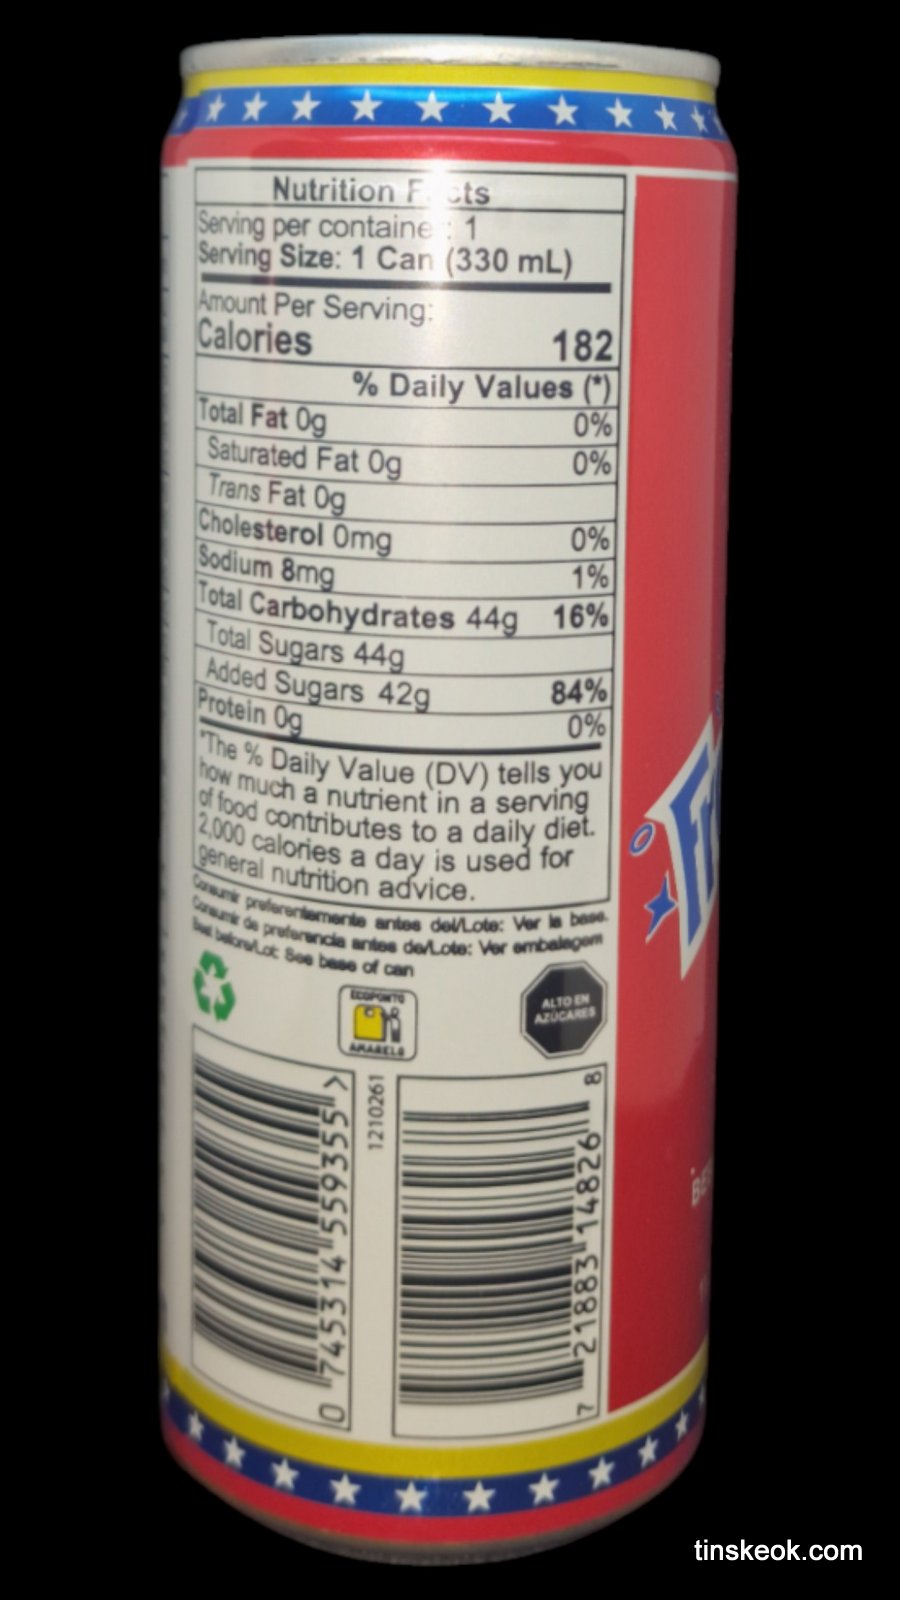 Nutrition F cts
Serving per containe : 1
Serving Size: 1 Can (330 mL)
Amount Per Serving:
Calories 182
% Daily Values (*)
Total Fat 0g 0%
Saturated Fat 0g 0%
Trans Fat 0g
Cholesterol 0mg 0%
Sodium 8mg 1%
Total Carbohydrates 44g 16%
Total Sugars 44g
Added Sugars 42g 84%
Protein 0g 0%
*The % Daily Value (DV) tells you
how much a nutrient in a serving
of food contributes to a daily diet.
2,000 calories a day is used for
general nutrition advice.
Consumir preferentemente antes del/Lote: Ver la base.
Consumir de preferencia antes de/Lote: Ver embalagem
Best before/Lot: See base of can
ECOPONTO
AMARELO
ALTO EN
AZÚCARES
0 745314 559355 >
1210261
7 21883 14826 8
Fr
BE
tinskeok.com